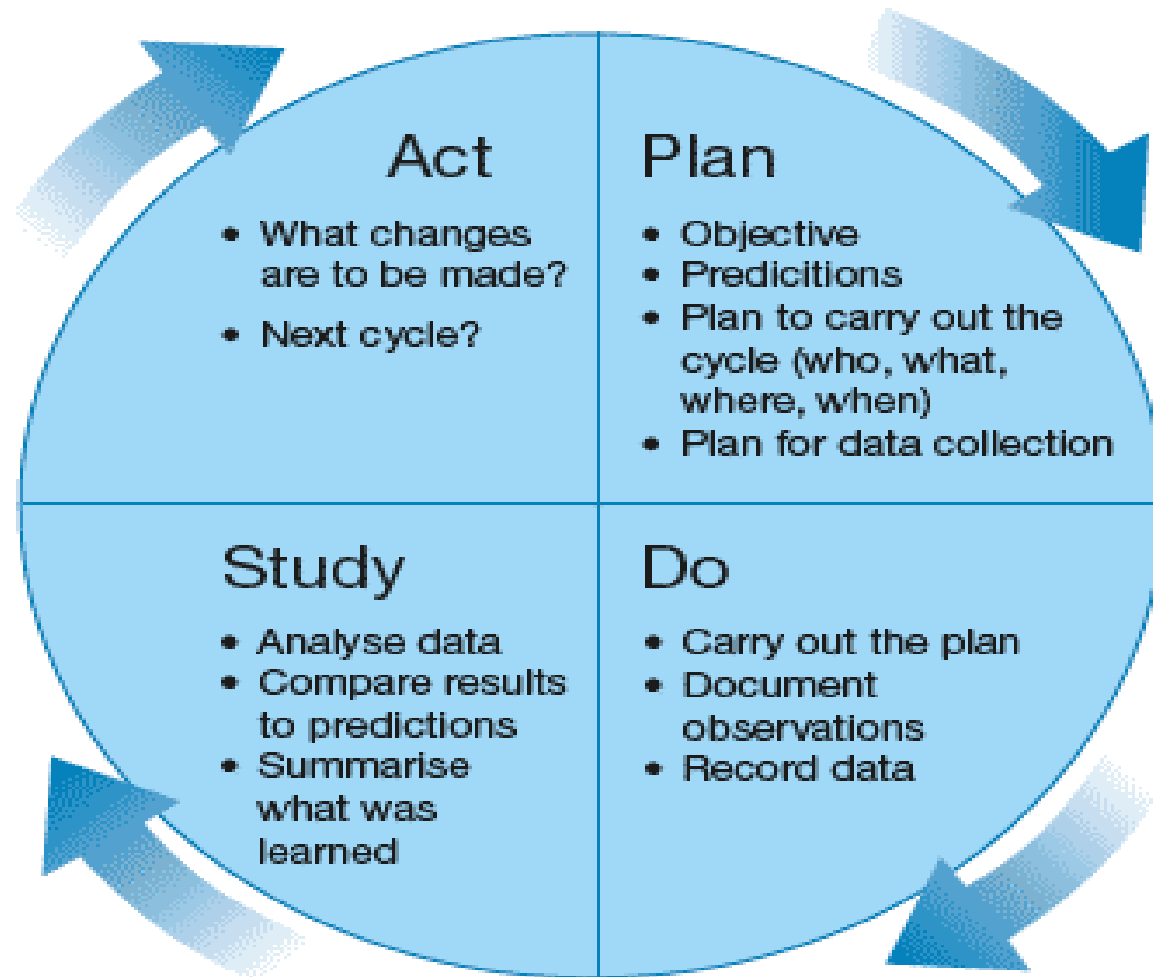 Act
• What changes
are to be made?
• Next cycle?
Plan
• Objective
• Predicitions
• Plan to carry out the
cycle (who, what,
where, when)
• Plan for data collection
Study
• Analyse data
• Compare results
to predictions
• Summarise
what was
learned
Do
• Carry out the plan
• Document
observations
• Record data